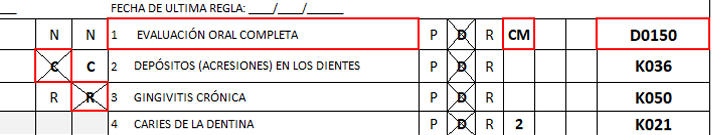 FECHA DE ULTIMA REGLA: ____/____/______
N N 1 EVALUACIÓN ORAL COMPLETA P D R CM D0150
C C 2 DEPÓSITOS (ACRESIONES) EN LOS DIENTES P D R K036
R R 3 GINGIVITIS CRÓNICA P D R K050
4 CARIES DE LA DENTINA P D R 2 K021